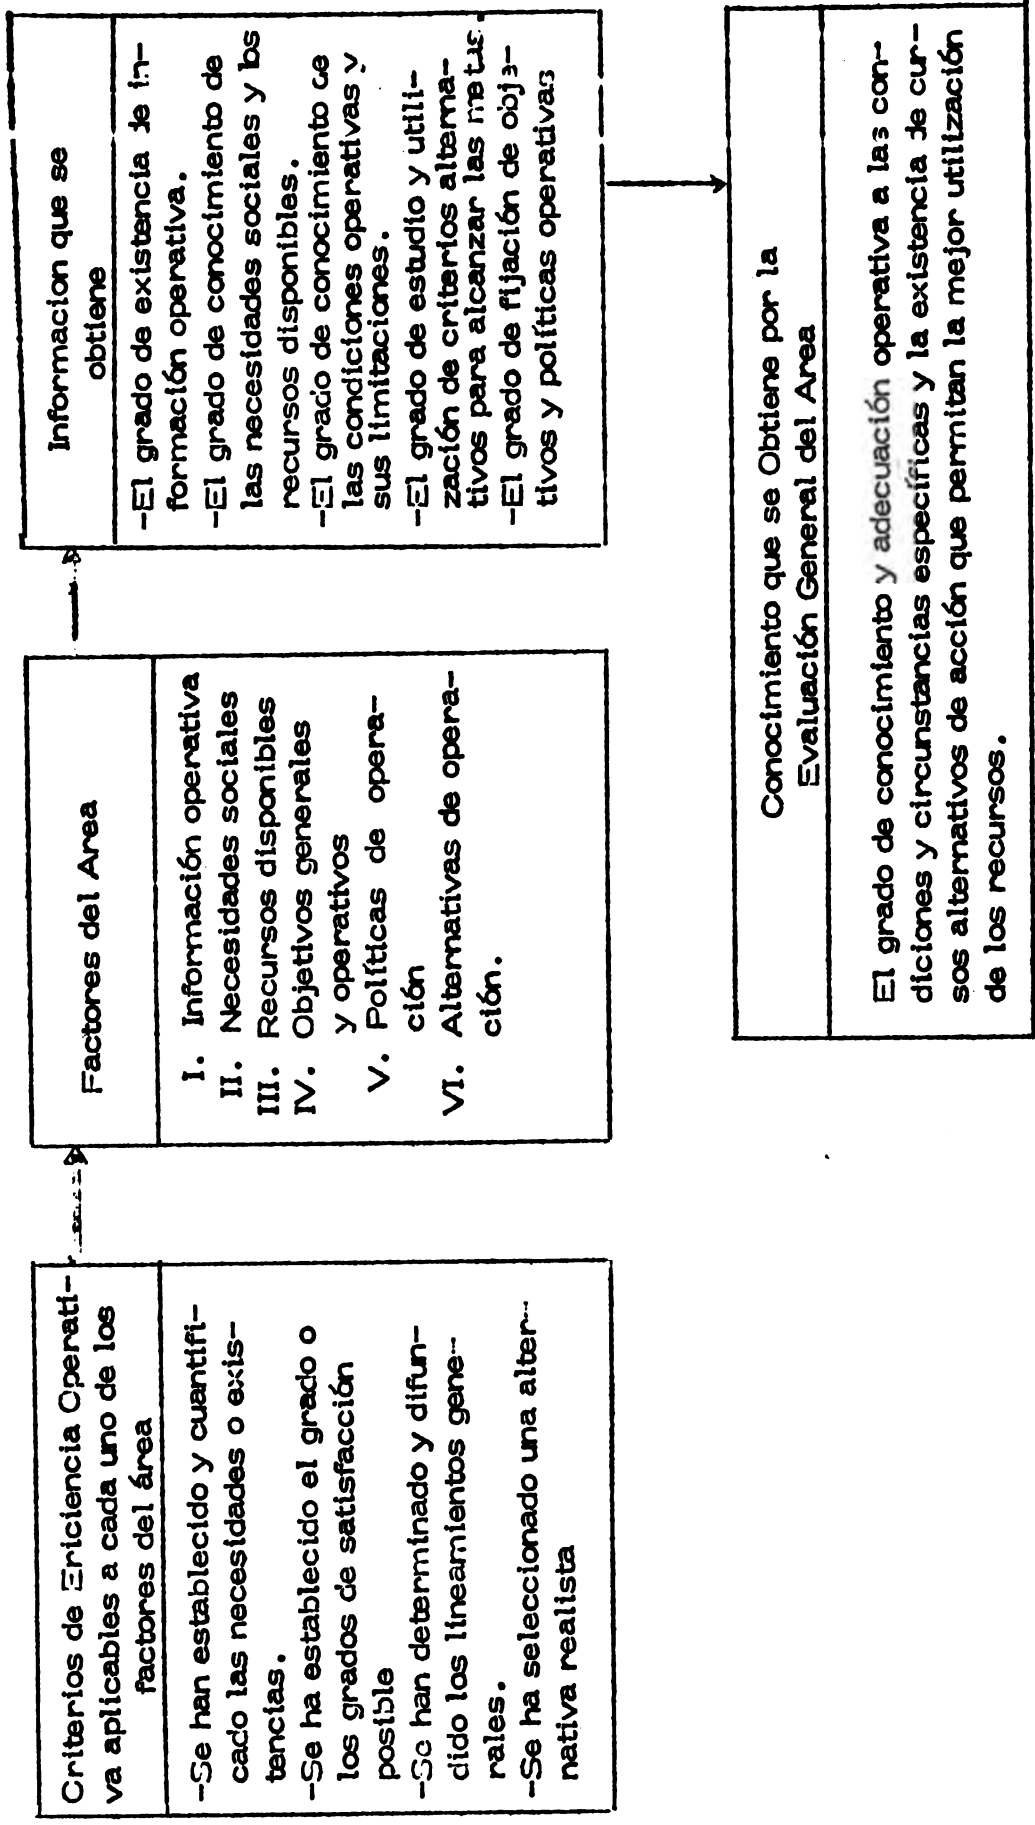 Criterios de Eficiencia Operati-
va aplicables a cada uno de los
factores del área
-Se han establecido y cuantifi-
cado las necesidades o exis-
tencias.
-Se ha establecido el grado o
los grados de satisfacción
posible
-Se han determinado y difun-
dido los lineamientos gene-
rales.
-Se ha seleccionado una alter-
nativa realista
Factores del Area
I. Información operativa
II. Necesidades sociales
III. Recursos disponibles
IV. Objetivos generales
y operativos
V. Políticas de opera-
ción
VI. Alternativas de opera-
ción.
Informacion que se
obtiene
-El grado de existencia de in-
formación operativa.
-El grado de conocimiento de
las necesidades sociales y los
recursos disponibles.
-El grado de conocimiento de
las condiciones operativas y
sus limitaciones.
-El grado de estudio y utili-
zación de criterios alterna-
tivos para alcanzar las metas.
-El grado de fijación de obje-
tivos y políticas operativas
Conocimiento que se Obtiene por la
Evaluación General del Area
El grado de conocimiento y adecuación operativa a las con-
diciones y circunstancias específicas y la existencia de cur-
sos alternativos de acción que permitan la mejor utilización
de los recursos.